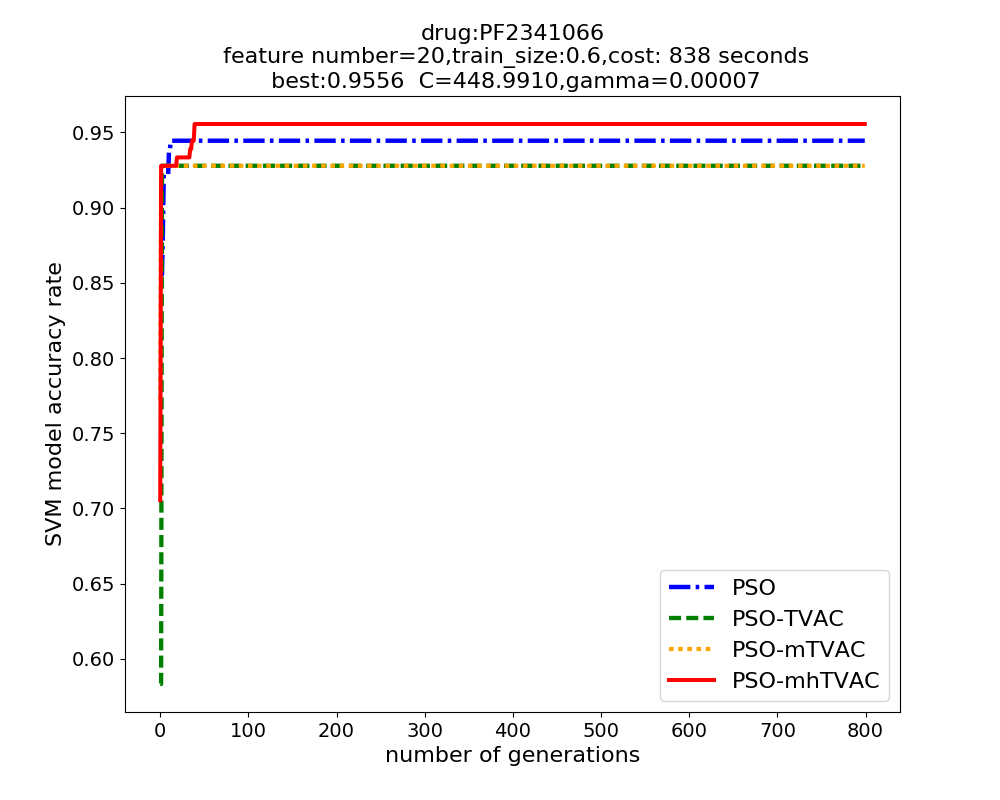 drug:PF2341066
feature number=20,train_size:0.6,cost: 838 seconds
best:0.9556  C=448.9910,gamma=0.00007
SVM model accuracy rate
0.95
0.90
0.85
0.80
0.75
0.70
0.65
0.60
PSO
PSO-TVAC
PSO-mTVAC
PSO-mhTVAC
0 100 200 300 400 500 600 700 800
number of generations